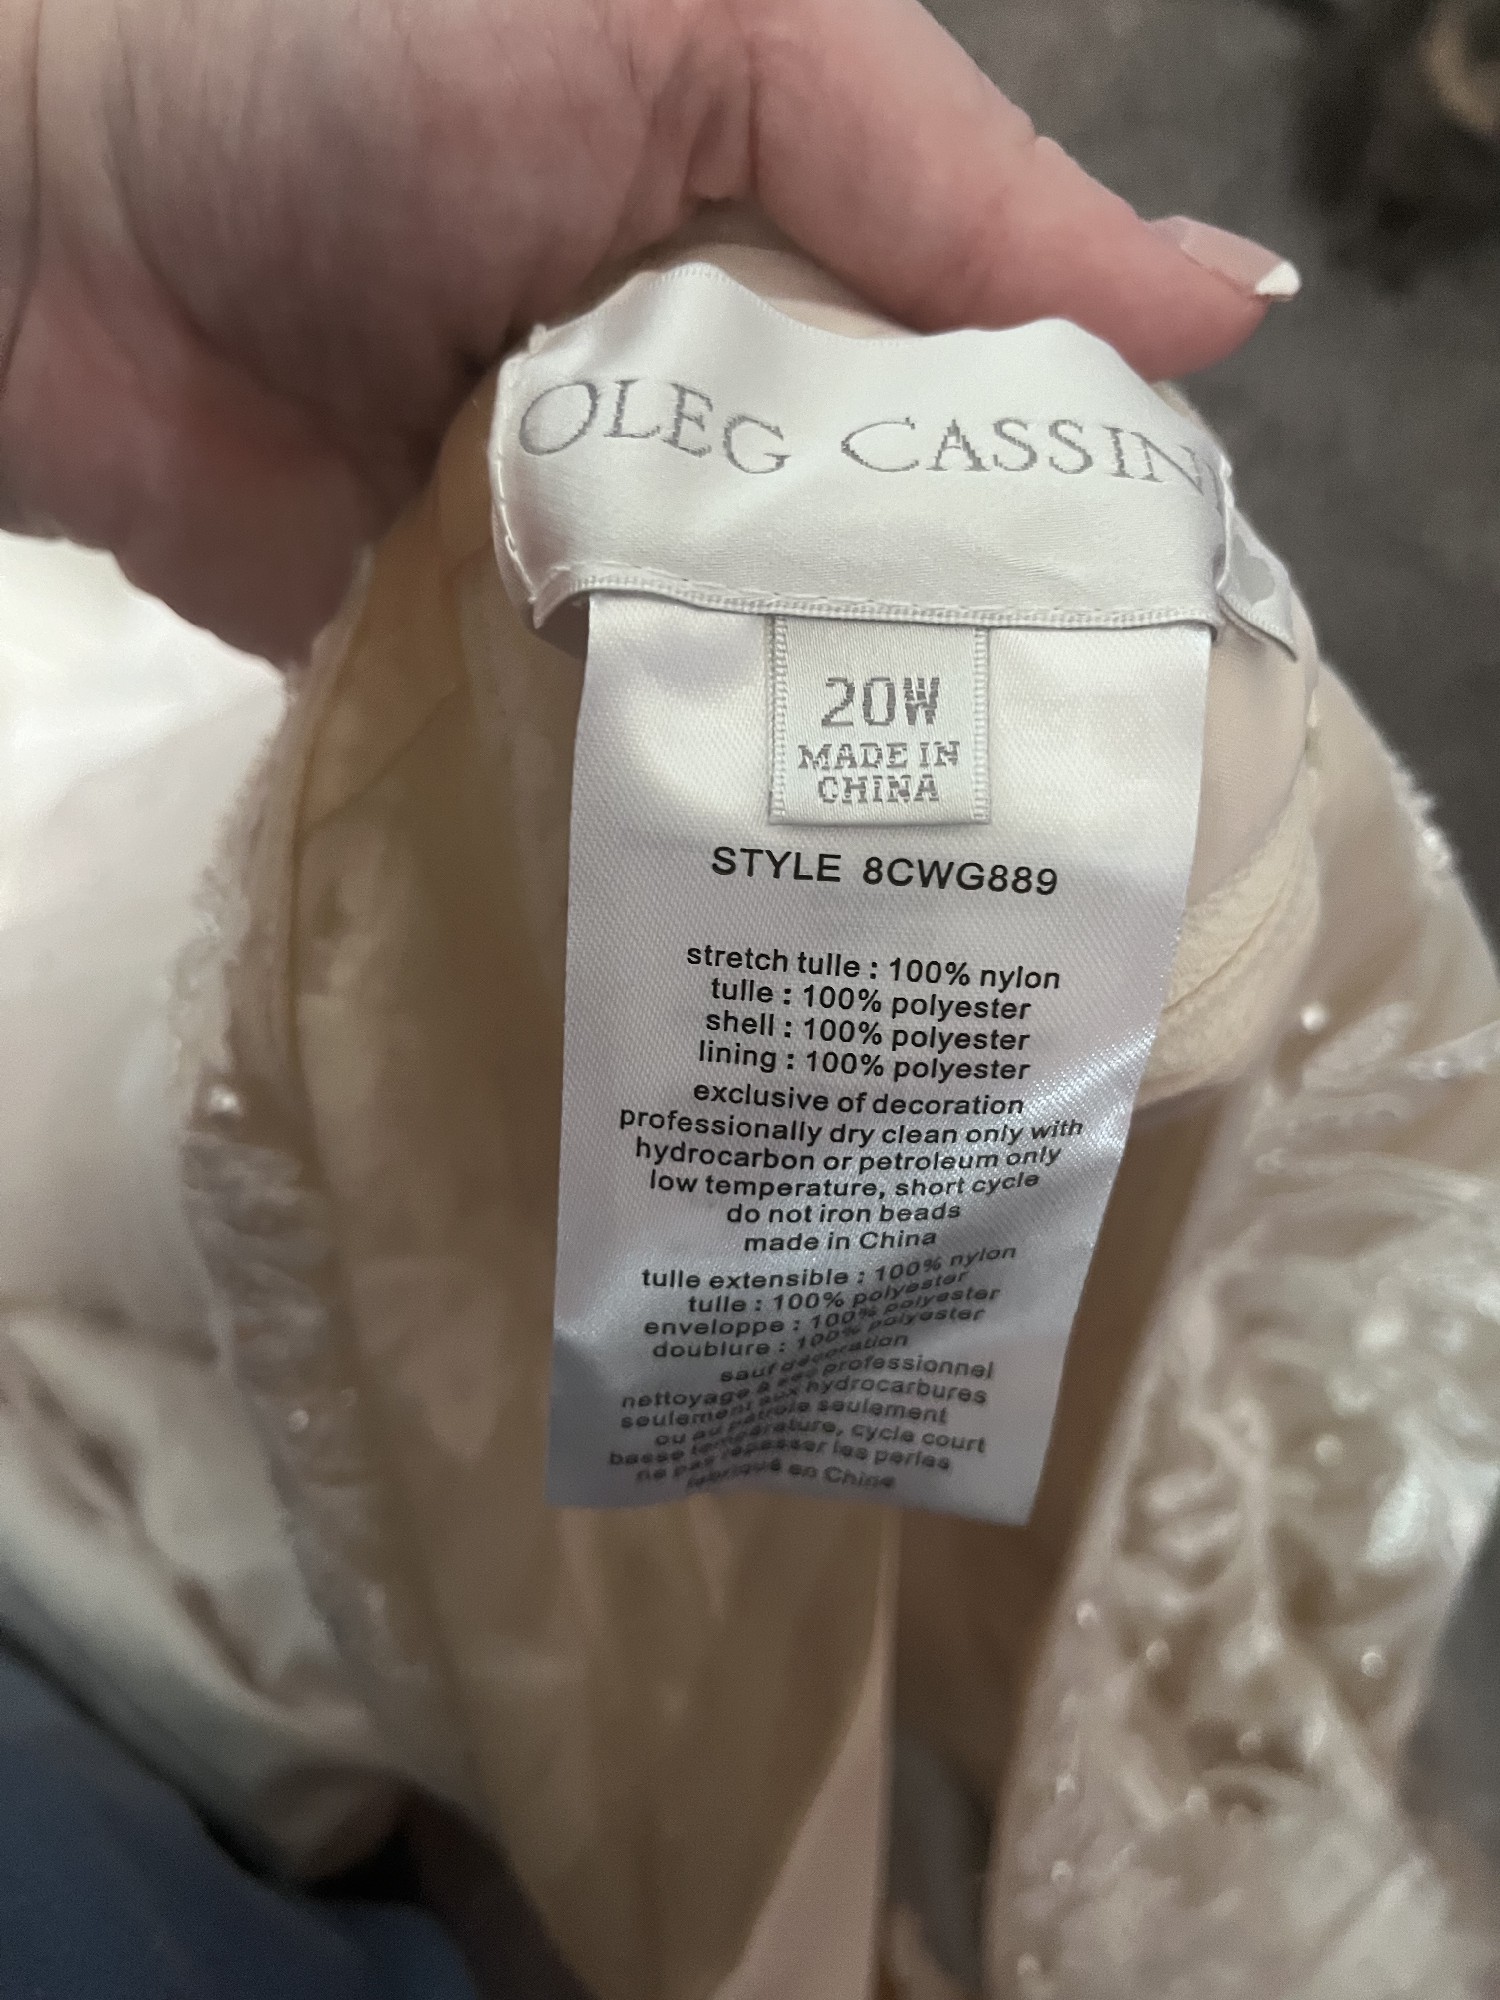 OLEG CASSIN
20W
MADE IN
CHINA
STYLE 8CWG889
stretch tulle : 100% nylon
tulle : 100% polyester
shell : 100% polyester
lining : 100% polyester
exclusive of decoration
professionally dry clean only with
hydrocarbon or petroleum only
low temperature, short cycle
do not iron beads
made in China
tulle extensible : 100% nylon
tulle : 100% polyester
enveloppe : 100% polyester
doublure : 100% polyester
sauf décoration
nettoyage à sec professionnel
seulement aux hydrocarbures
ou au pétrole seulement
basse température, cycle court
ne pas repasser les perles
fabriqué en Chine